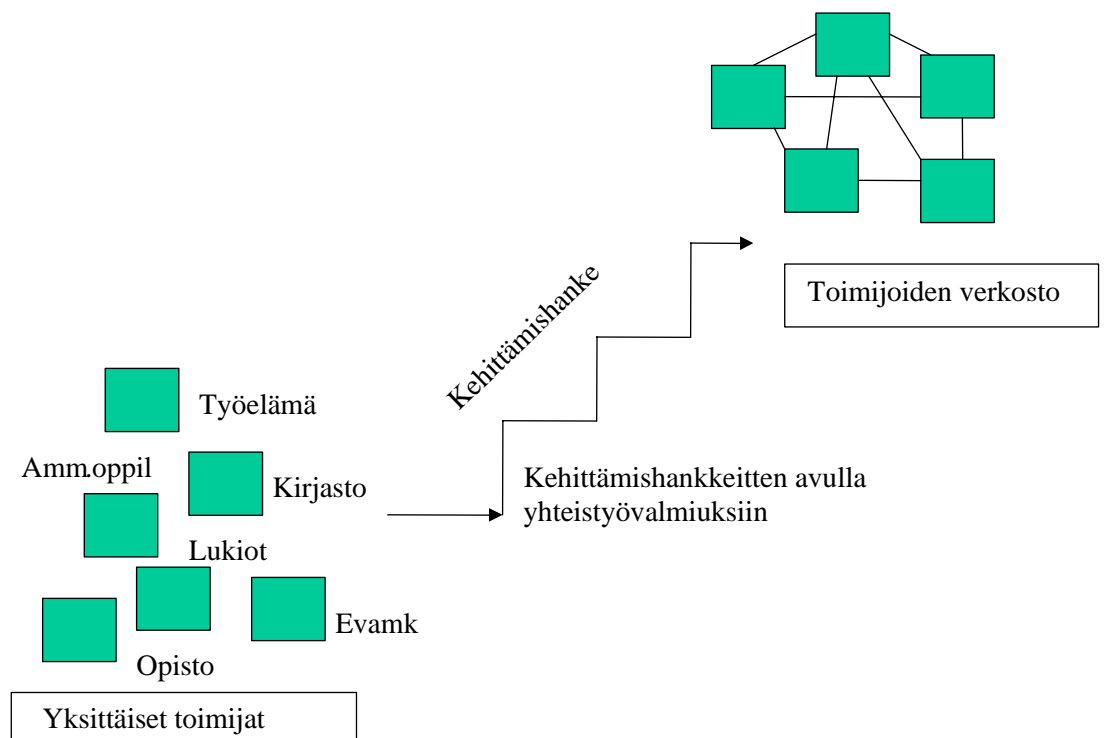 Toimijoiden verkosto
Kehittämishanke
Työelämä
Amm.oppil
Kirjasto
Kehittämishankkeitten avulla
yhteistyövalmiuksiin
Lukiot
Evamk
Opisto
Yksittäiset toimijat